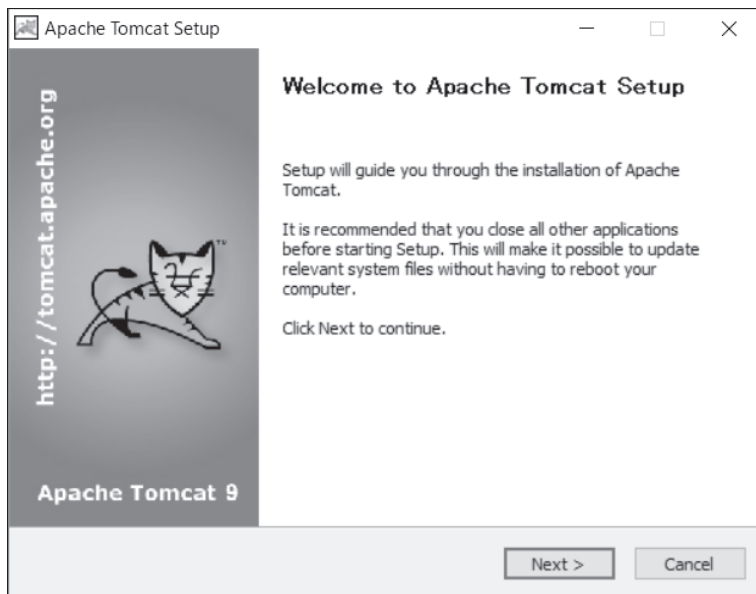 Apache Tomcat Setup
http://tomcat.apache.org
TM
Apache Tomcat 9
Welcome to Apache Tomcat Setup
Setup will guide you through the installation of Apache
Tomcat.
It is recommended that you close all other applications
before starting Setup. This will make it possible to update
relevant system files without having to reboot your
computer.
Click Next to continue.
Next >
Cancel